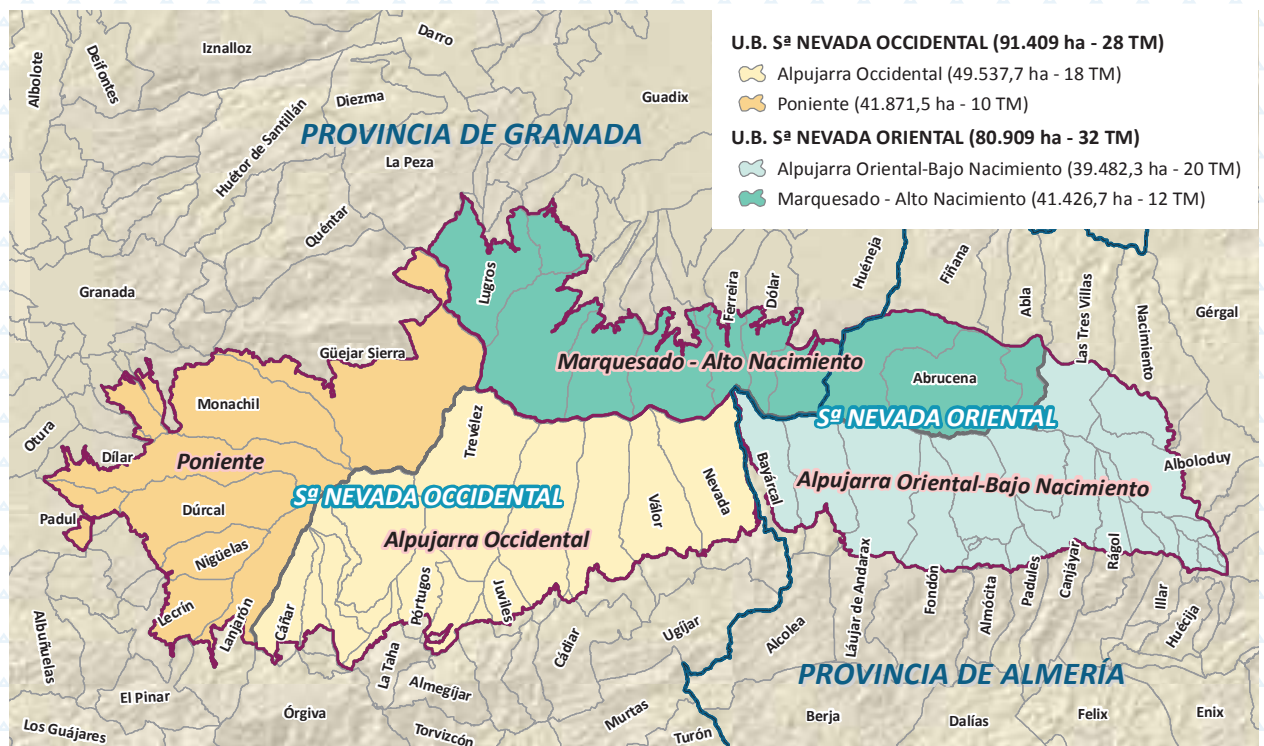 U.B. Sª NEVADA OCCIDENTAL (91.409 ha - 28 TM)
Alpujarra Occidental (49.537,7 ha - 18 TM)
Poniente (41.871,5 ha - 10 TM)
U.B. Sª NEVADA ORIENTAL (80.909 ha - 32 TM)
Alpujarra Oriental-Bajo Nacimiento (39.482,3 ha - 20 TM)
Marquesado - Alto Nacimiento (41.426,7 ha - 12 TM)
Albolote
Deifontes
Iznalloz
Darro
Diezma
Guadix
Huétor de Santillán
PROVINCIA DE GRANADA
La Peza
Quéntar
Granada
Lugros
Ferreira
Dólar
Huéneja
Fiñana
Abla
Las Tres Villas
Nacimiento
Gérgal
Güejar Sierra
Marquesado - Alto Nacimiento
Abrucena
Monachil
Sª NEVADA ORIENTAL
Otura
Dílar
Poniente
Trevélez
Bayárcal
Alboloduy
Alpujarra Oriental-Bajo Nacimiento
Sª NEVADA OCCIDENTAL
Padul
Dúrcal
Válor
Nevada
Alpujarra Occidental
Nigüelas
Lecrín
Lanjarón
Cáñar
Pórtugos
Juviles
Láujar de Andarax
Fondón
Almócita
Padules
Canjáyar
Rágol
Illar
Huécija
Albuñuelas
La Taha
Cádiar
Ugíjar
Alcolea
PROVINCIA DE ALMERÍA
El Pinar
Almegíjar
Órgiva
Murtas
Los Guájares
Torvizcón
Turón
Berja
Dalías
Felix
Enix